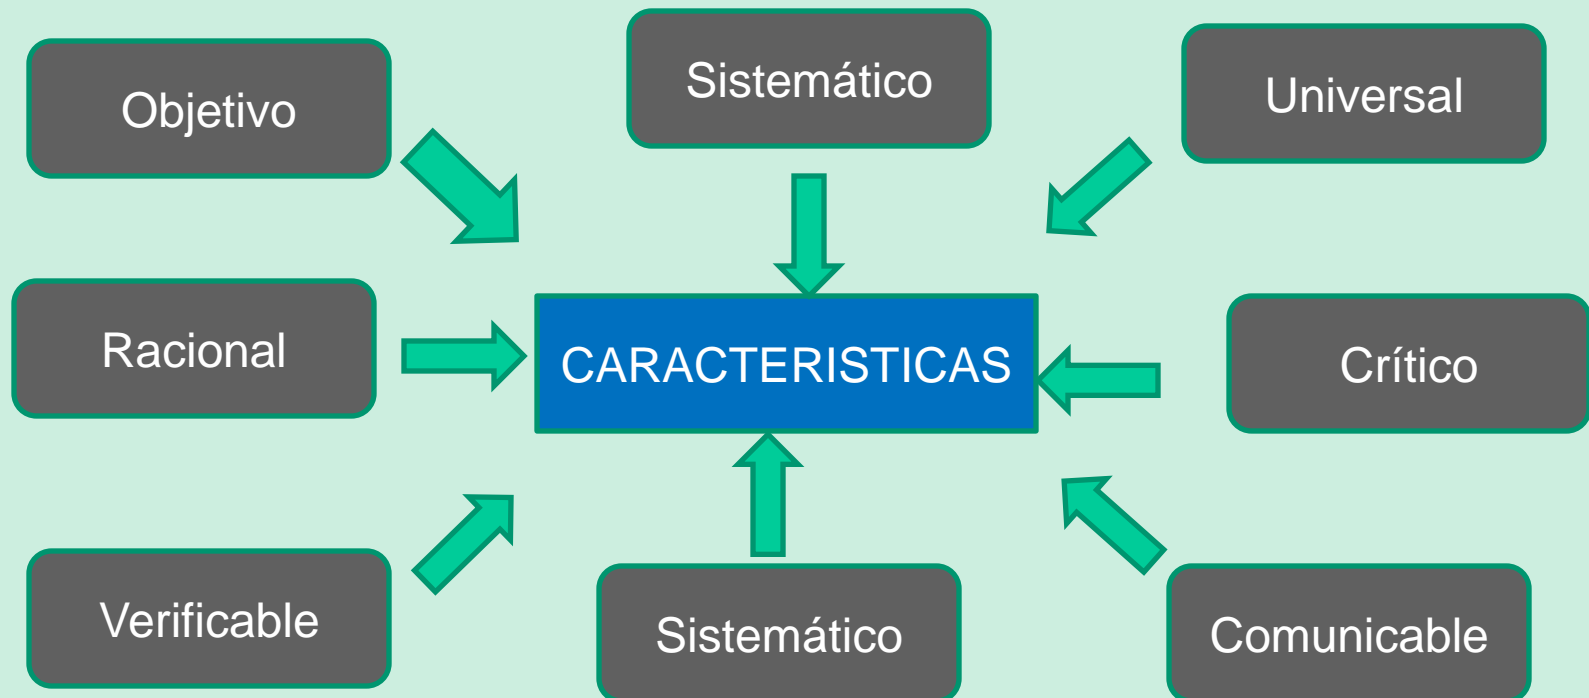 Objetivo
Sistemático
Universal
Racional
CARACTERISTICAS
Crítico
Verificable
Sistemático
Comunicable